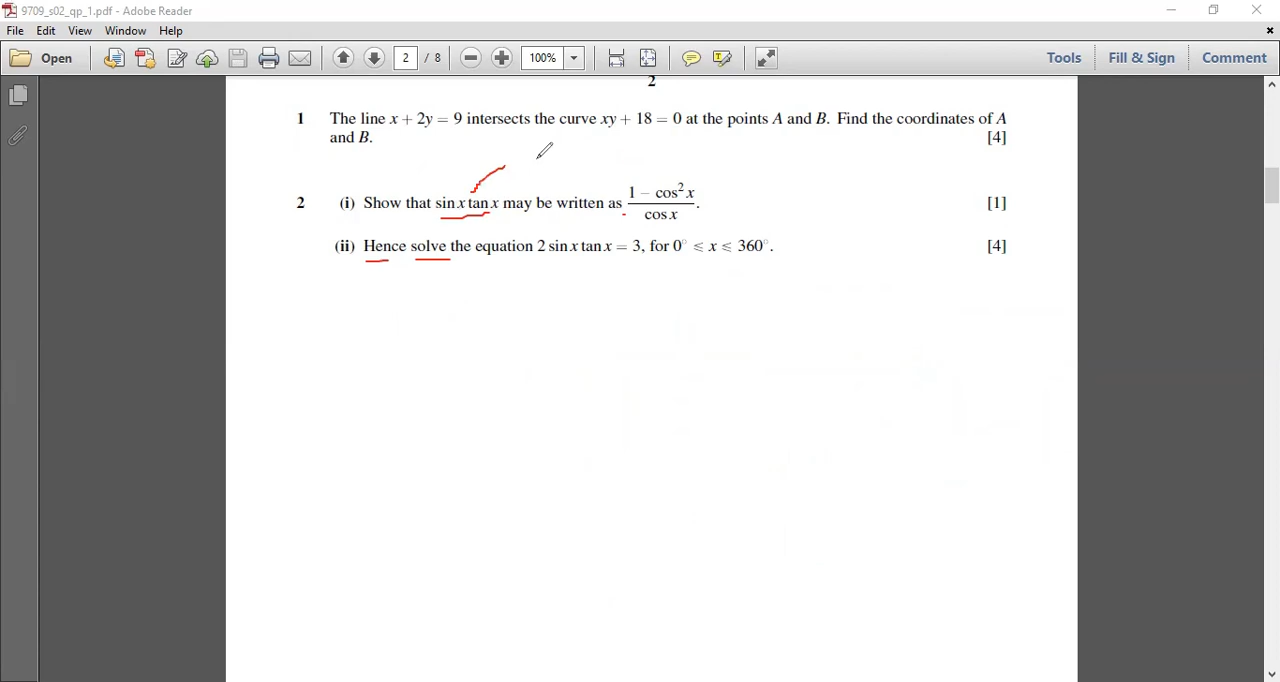 9709_s02_qp_1.pdf - Adobe Reader
File Edit View Window Help
Open 2 / 8 100% Tools Fill & Sign Comment
2
1 The line x + 2y = 9 intersects the curve xy + 18 = 0 at the points A and B. Find the coordinates of A
and B. [4]
2 (i) Show that sin x tan x may be written as (1 − cos² x)/(cos x). [1]
(ii) Hence solve the equation 2 sin x tan x = 3, for 0° ⩽ x ⩽ 360°. [4]